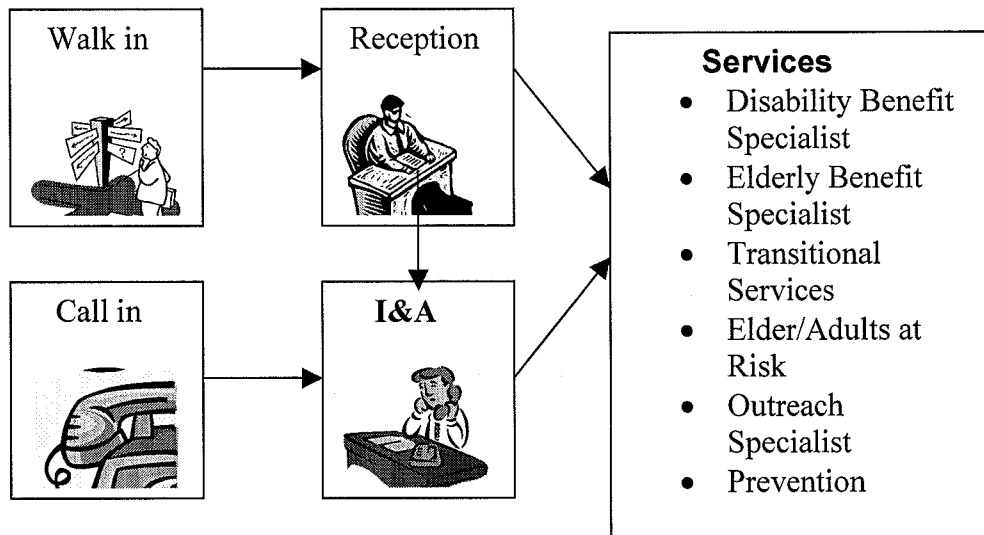 Walk in
Reception
Call in
I&A
Services
• Disability Benefit
Specialist
• Elderly Benefit
Specialist
• Transitional
Services
• Elder/Adults at
Risk
• Outreach
Specialist
• Prevention